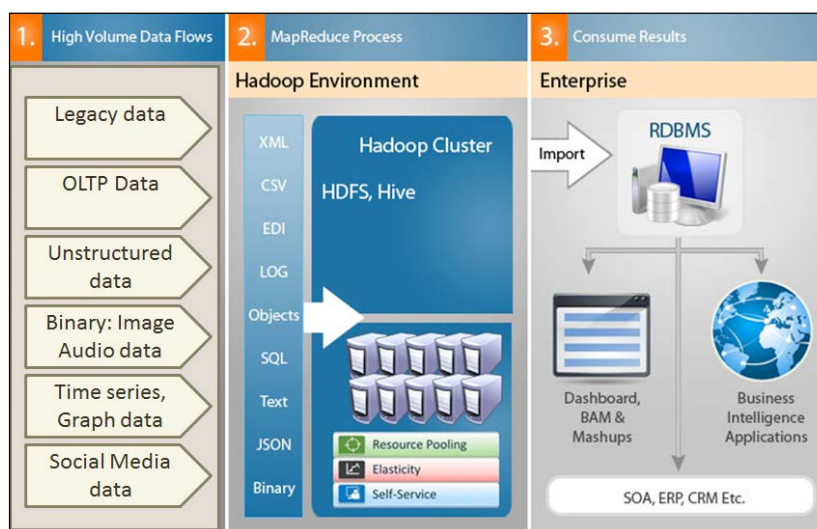 1. High Volume Data Flows
Legacy data
OLTP Data
Unstructured
data
Binary: Image
Audio data
Time series,
Graph data
Social Media
data
2. MapReduce Process
Hadoop Environment
XML
CSV
EDI
LOG
Objects
SQL
Text
JSON
Binary
Hadoop Cluster
HDFS, Hive
Resource Pooling
Elasticity
Self-Service
3. Consume Results
Enterprise
Import
RDBMS
Dashboard,
BAM &
Mashups
Business
Intelligence
Applications
SOA, ERP, CRM Etc.